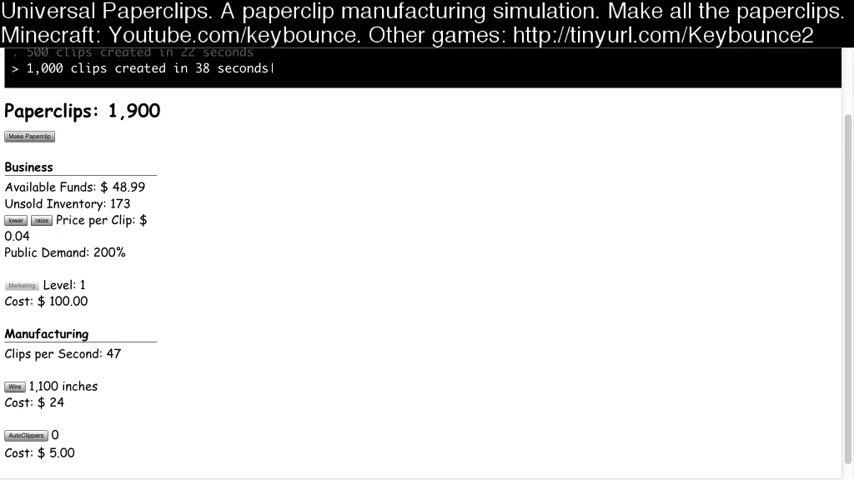 Universal Paperclips. A paperclip manufacturing simulation. Make all the paperclips.
Minecraft: Youtube.com/keybounce. Other games: http://tinyurl.com/Keybounce2
. 500 clips created in 22 seconds
> 1,000 clips created in 38 seconds|
Paperclips: 1,900
Make Paperclip
Business
Available Funds: $ 48.99
Unsold Inventory: 173
lower raise Price per Clip: $
0.04
Public Demand: 200%
Marketing Level: 1
Cost: $ 100.00
Manufacturing
Clips per Second: 47
Wire 1,100 inches
Cost: $ 24
AutoClippers 0
Cost: $ 5.00